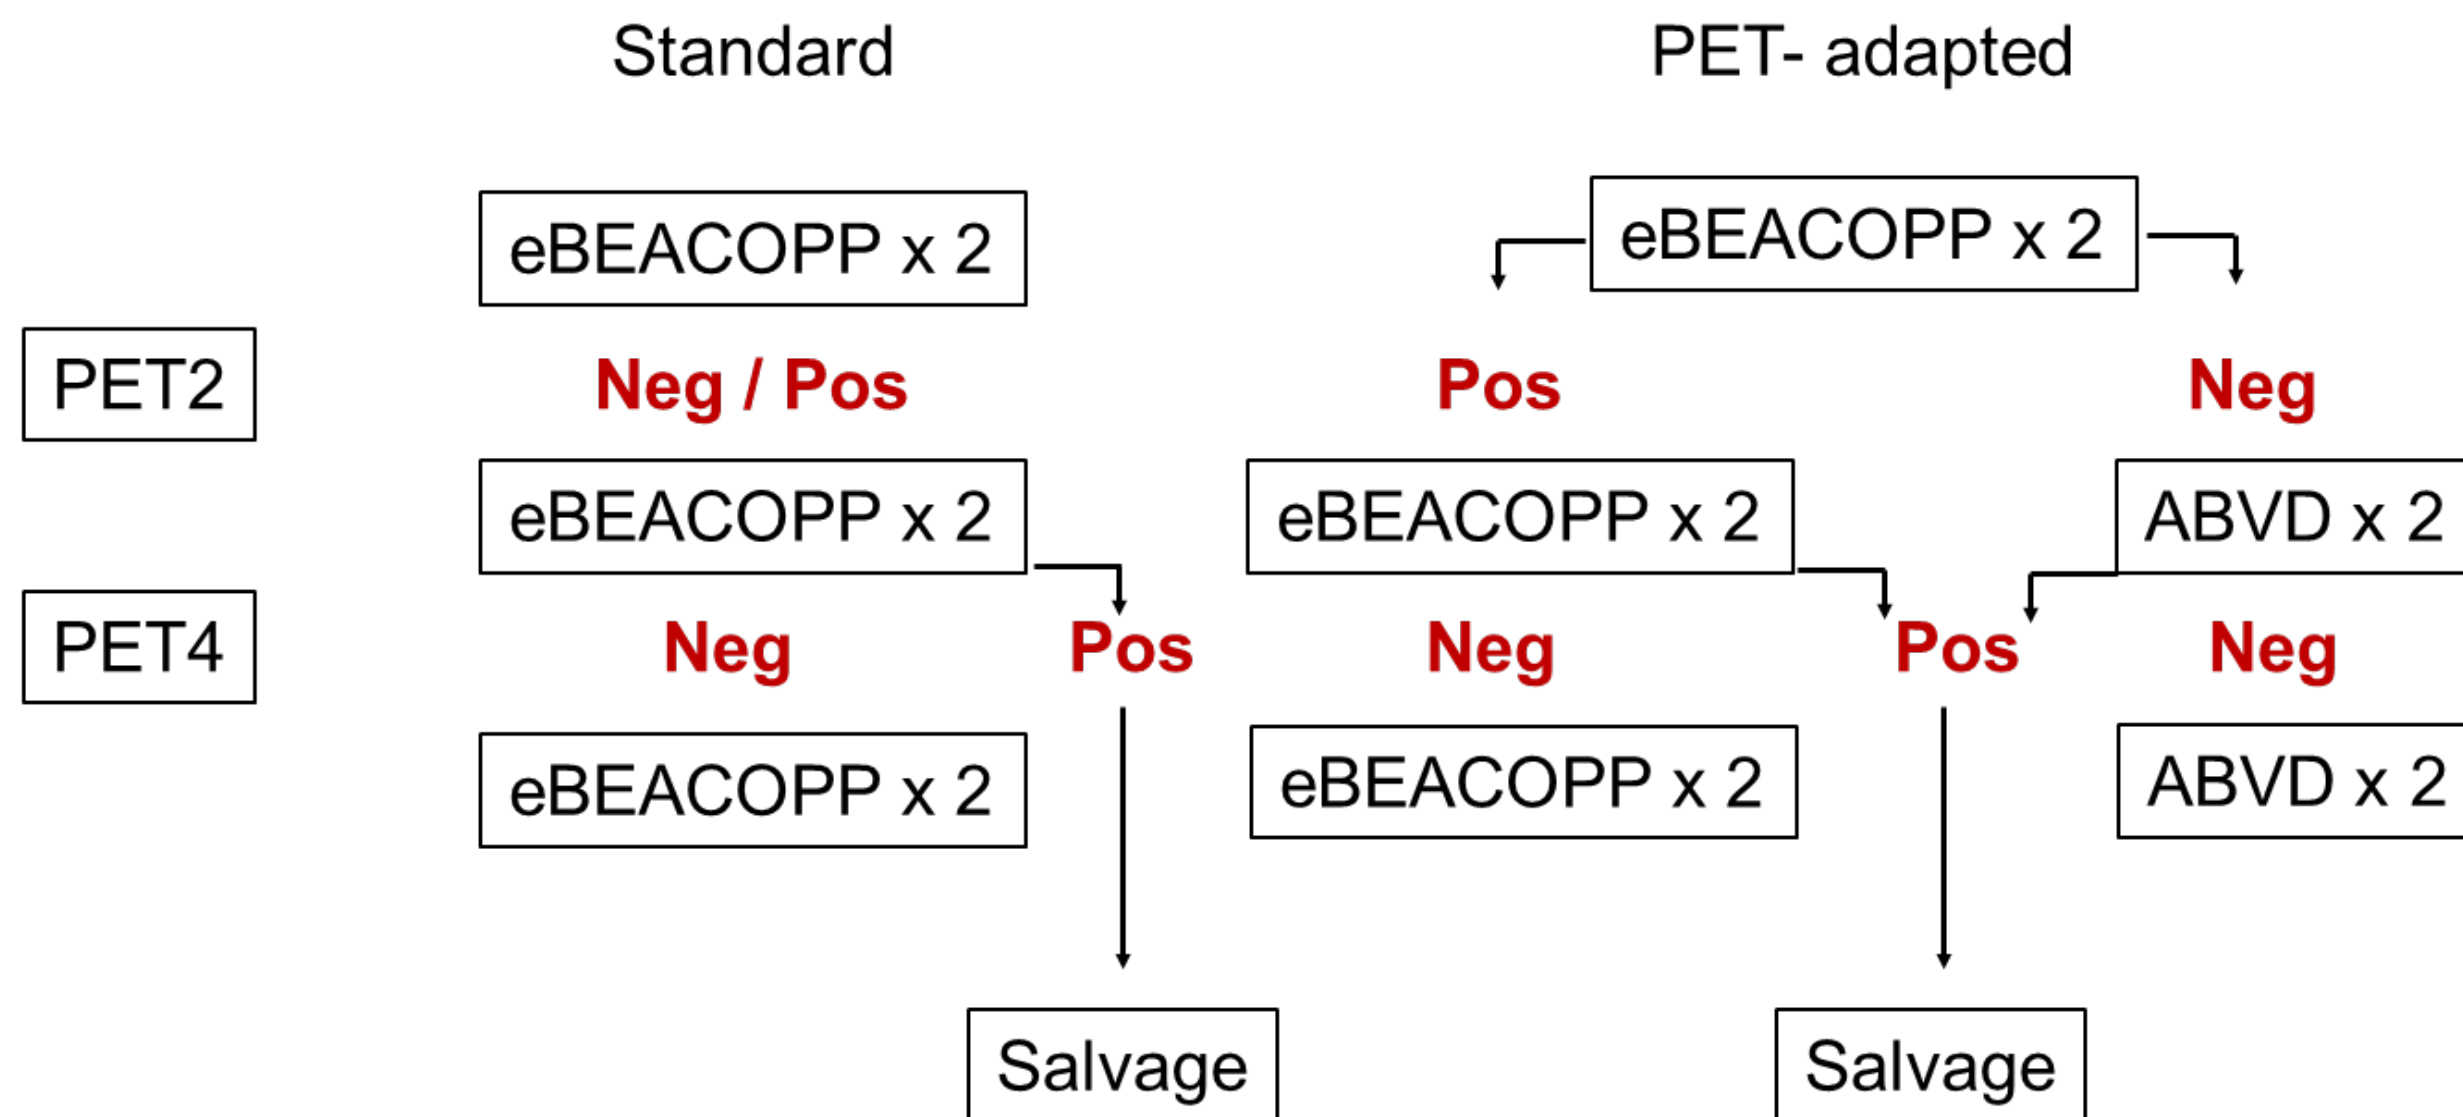 Standard PET- adapted
eBEACOPP x 2 eBEACOPP x 2
PET2 Neg / Pos Pos Neg
eBEACOPP x 2 eBEACOPP x 2 ABVD x 2
PET4 Neg Pos Neg Pos Neg
eBEACOPP x 2 eBEACOPP x 2 ABVD x 2
Salvage Salvage